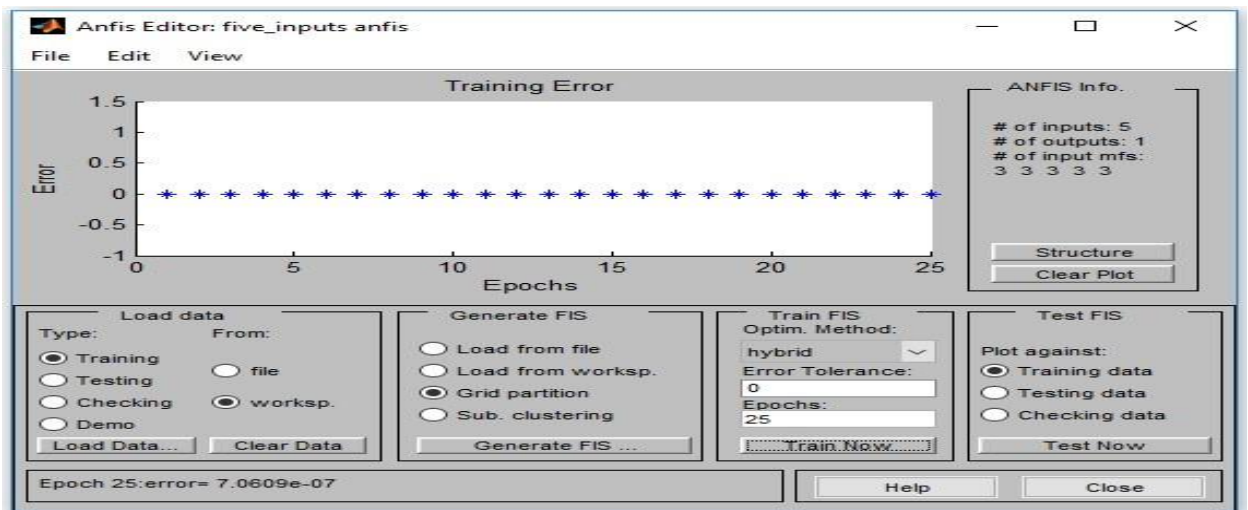 Anfis Editor: five_inputs anfis
File Edit View
Training Error
1.5
1
0.5
0
-0.5
-1
Error
0 5 10 15 20 25
Epochs
ANFIS Info.
# of inputs: 5
# of outputs: 1
# of input mfs:
3 3 3 3 3
Structure
Clear Plot
Load data
Type: From:
Training
Testing
Checking
Demo
file
worksp.
Load Data... Clear Data
Generate FIS
Load from file
Load from worksp.
Grid partition
Sub. clustering
Generate FIS ...
Train FIS
Optim. Method:
hybrid
Error Tolerance:
0
Epochs:
25
Train Now
Test FIS
Plot against:
Training data
Testing data
Checking data
Test Now
Epoch 25:error= 7.0609e-07
Help Close